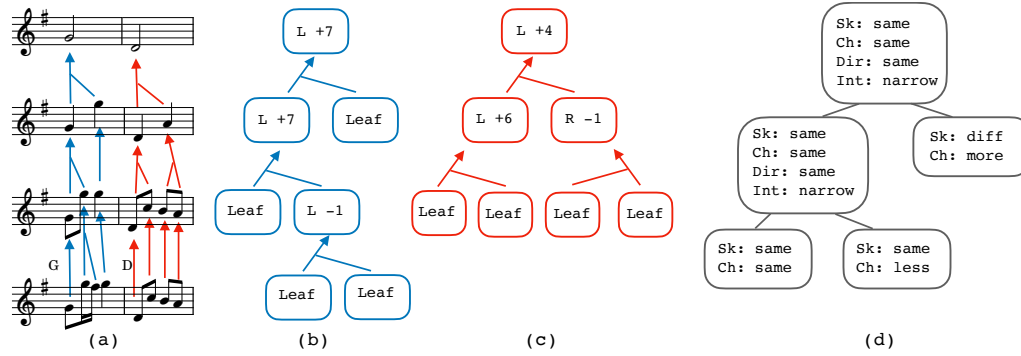 G
D
(a)
L +7
L +7
Leaf
Leaf
L -1
Leaf
Leaf
(b)
L +4
L +6
R -1
Leaf
Leaf
Leaf
Leaf
(c)
Sk: same
Ch: same
Dir: same
Int: narrow
Sk: same
Ch: same
Dir: same
Int: narrow
Sk: diff
Ch: more
Sk: same
Ch: same
Sk: same
Ch: less
(d)